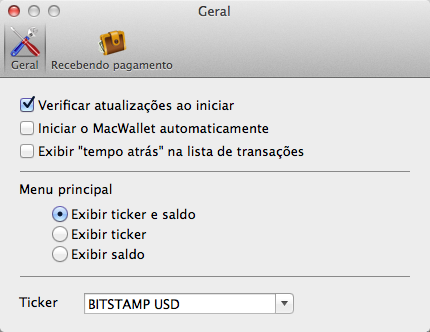 Geral
Geral Recebendo pagamento
Verificar atualizações ao iniciar
Iniciar o MacWallet automaticamente
Exibir "tempo atrás" na lista de transações
Menu principal
Exibir ticker e saldo
Exibir ticker
Exibir saldo
Ticker BITSTAMP USD